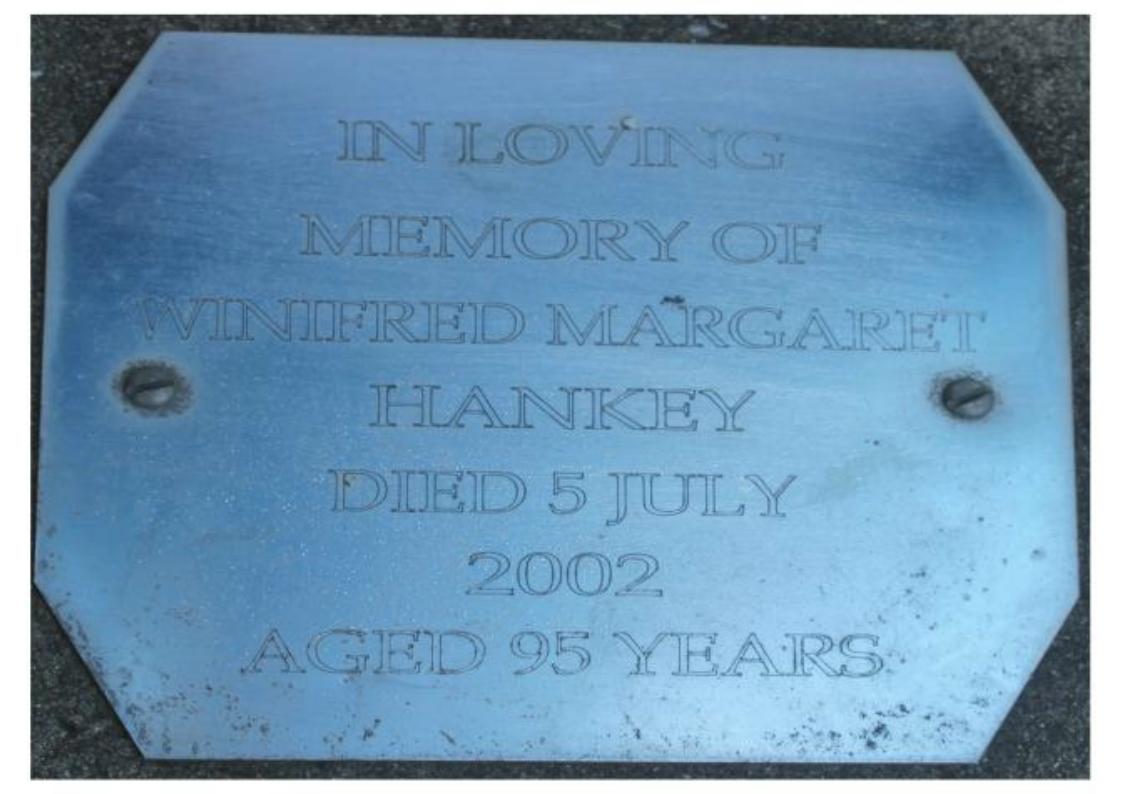 IN LOVING
MEMORY OF
WINIFRED MARGARET
HANKEY
DIED 5 JULY
2002
AGED 95 YEARS